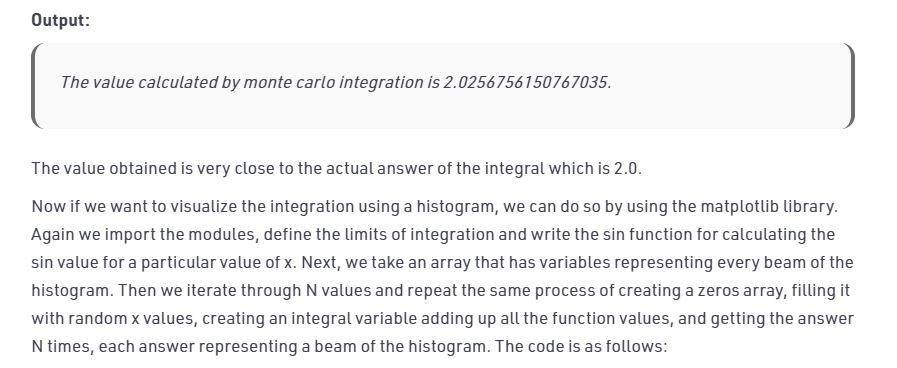 Output:
The value calculated by monte carlo integration is 2.0256756150767035.
The value obtained is very close to the actual answer of the integral which is 2.0.
Now if we want to visualize the integration using a histogram, we can do so by using the matplotlib library.
Again we import the modules, define the limits of integration and write the sin function for calculating the
sin value for a particular value of x. Next, we take an array that has variables representing every beam of the
histogram. Then we iterate through N values and repeat the same process of creating a zeros array, filling it
with random x values, creating an integral variable adding up all the function values, and getting the answer
N times, each answer representing a beam of the histogram. The code is as follows: